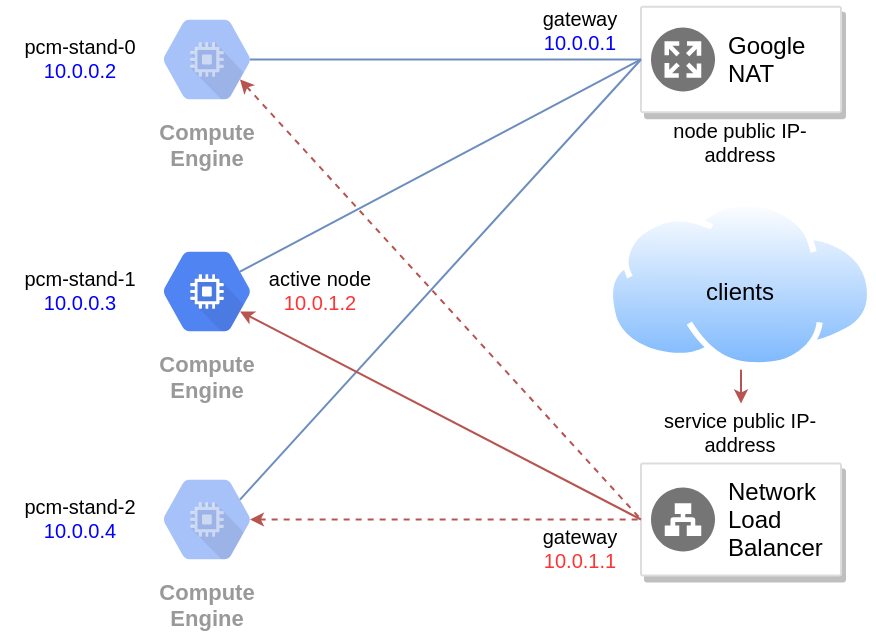 pcm-stand-0
10.0.0.2
Compute
Engine
gateway
10.0.0.1
Google
NAT
node public IP-
address
pcm-stand-1
10.0.0.3
Compute
Engine
active node
10.0.1.2
clients
service public IP-
address
pcm-stand-2
10.0.0.4
Compute
Engine
gateway
10.0.1.1
Network
Load
Balancer